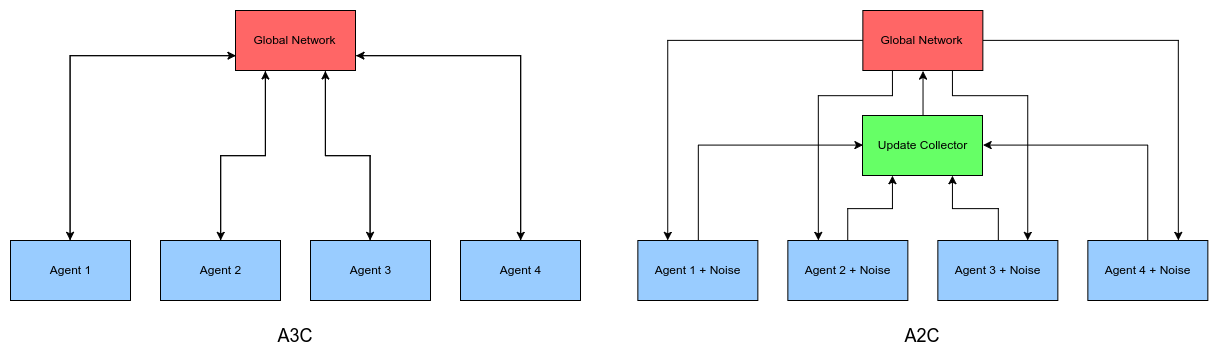 Global Network
Agent 1
Agent 2
Agent 3
Agent 4
A3C
Global Network
Update Collector
Agent 1 + Noise
Agent 2 + Noise
Agent 3 + Noise
Agent 4 + Noise
A2C